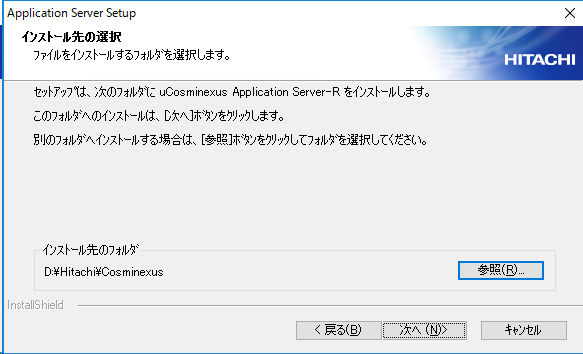 Application Server Setup
インストール先の選択
ファイルをインストールするフォルダを選択します。
HITACHI
セットアップは、次のフォルダに uCosminexus Application Server-R をインストールします。
このフォルダへのインストールは、[次へ]ボタンをクリックします。
別のフォルダへインストールする場合は、[参照]ボタンをクリックしてフォルダを選択してください。
インストール先のフォルダ
D:¥Hitachi¥Cosminexus
参照(R)...
InstallShield
< 戻る(B)
次へ (N)>
キャンセル